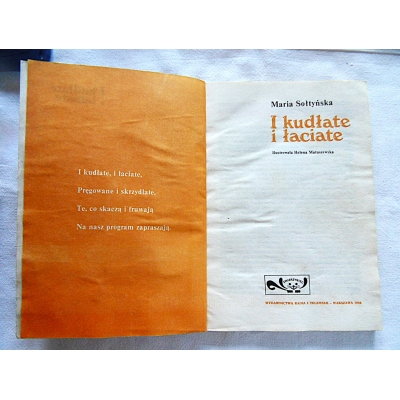 I kudłate, i łaciate,
Pręgowane i skrzydlate,
Te, co skaczą i fruwają
Na nasz program zapraszają.
Maria Sołtyńska
I kudłate
i łaciate
Ilustrowała Helena Matuszewska
WYDAWNICTWA RADIA I TELEWIZJI – WARSZAWA